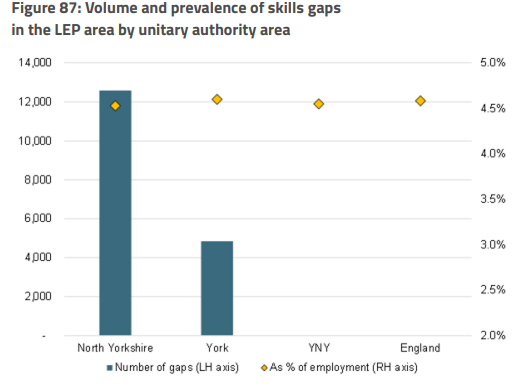 Figure 87: Volume and prevalence of skills gaps
in the LEP area by unitary authority area
14,000
12,000
10,000
8,000
6,000
4,000
2,000
-
5.0%
4.5%
4.0%
3.5%
3.0%
2.5%
2.0%
North Yorkshire
York
YNY
England
Number of gaps (LH axis)
As % of employment (RH axis)